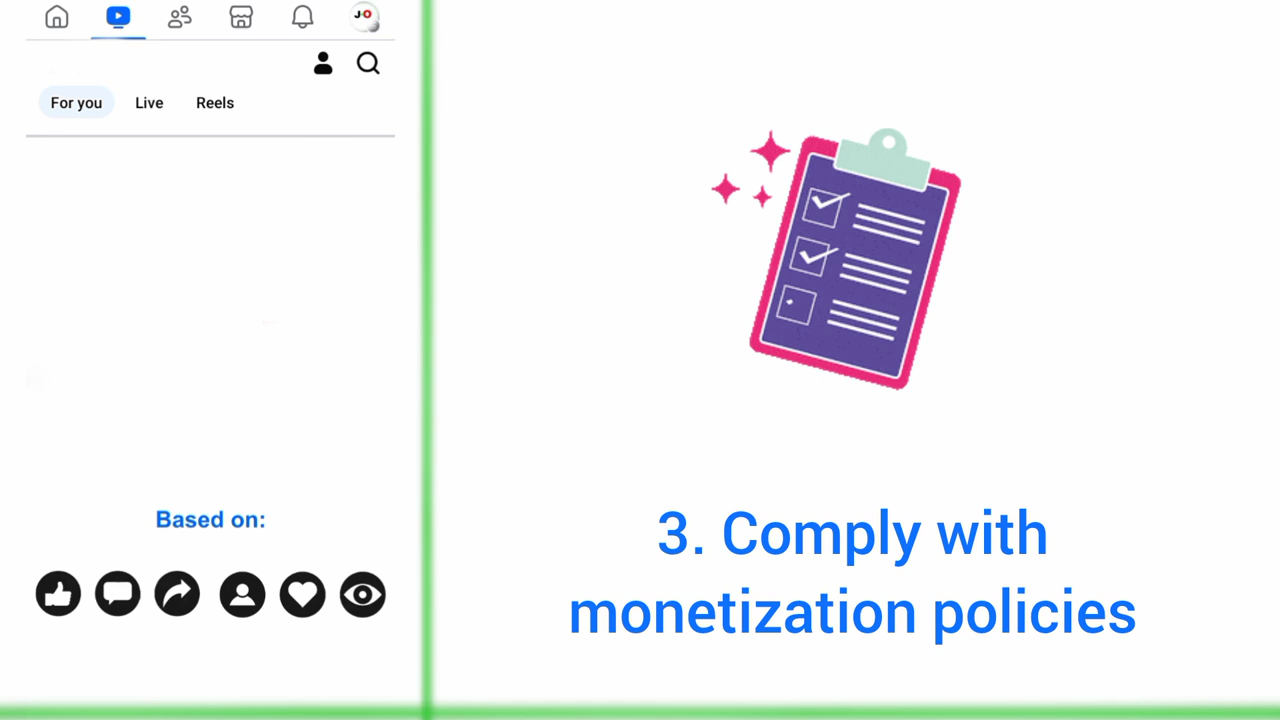 J-O
For you
Live
Reels
Based on:
3. Comply with
monetization policies